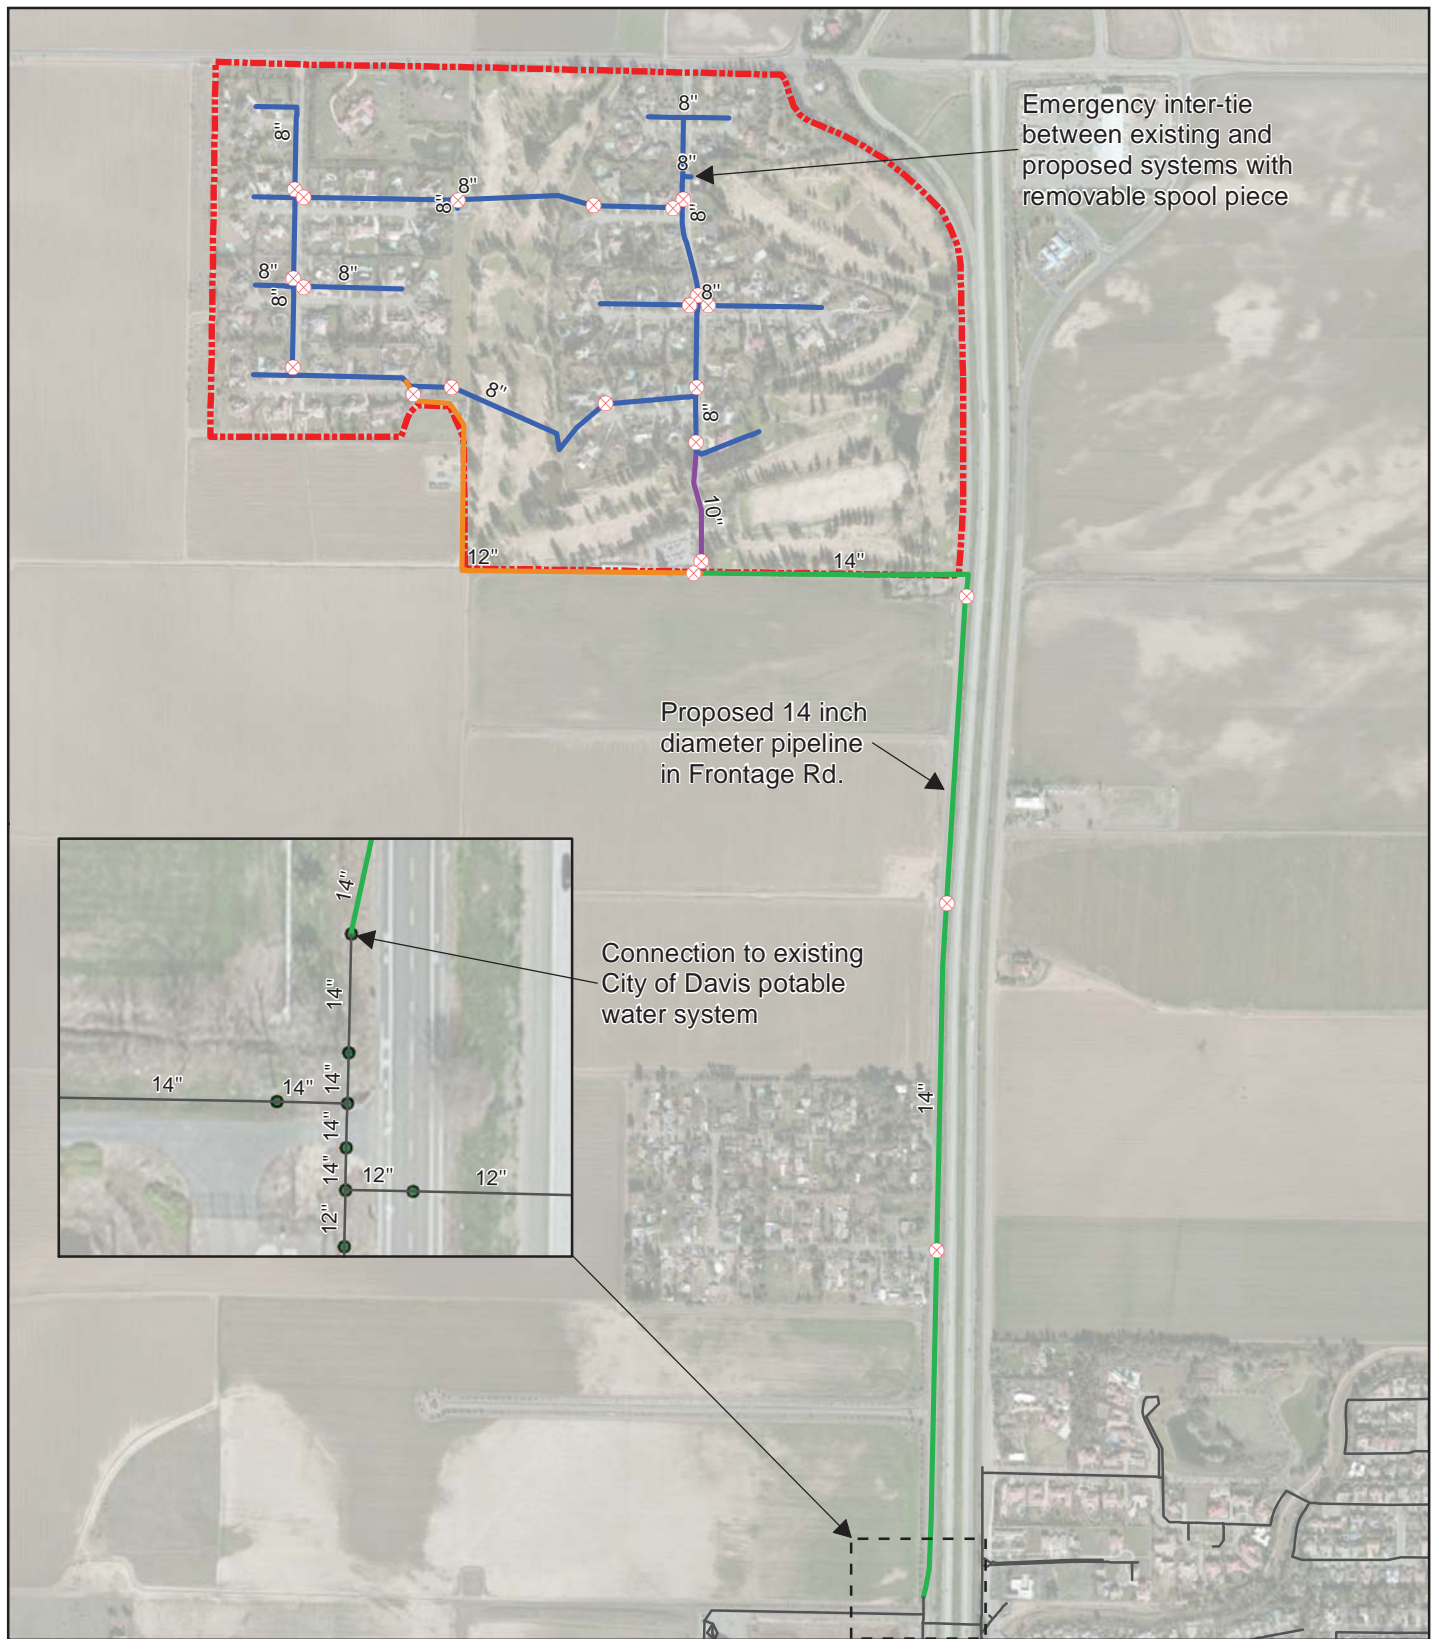 8"
8"
Emergency inter-tie
between existing and
proposed systems with
removable spool piece
8"
8"
8"
8"
8"
8"
8"
8"
8"
8"
8"
10"
12"
14"
Proposed 14 inch
diameter pipeline
in Frontage Rd.
14"
Connection to existing
City of Davis potable
water system
14"
14"
14"
14"
14"
14"
14"
12"
12"
12"